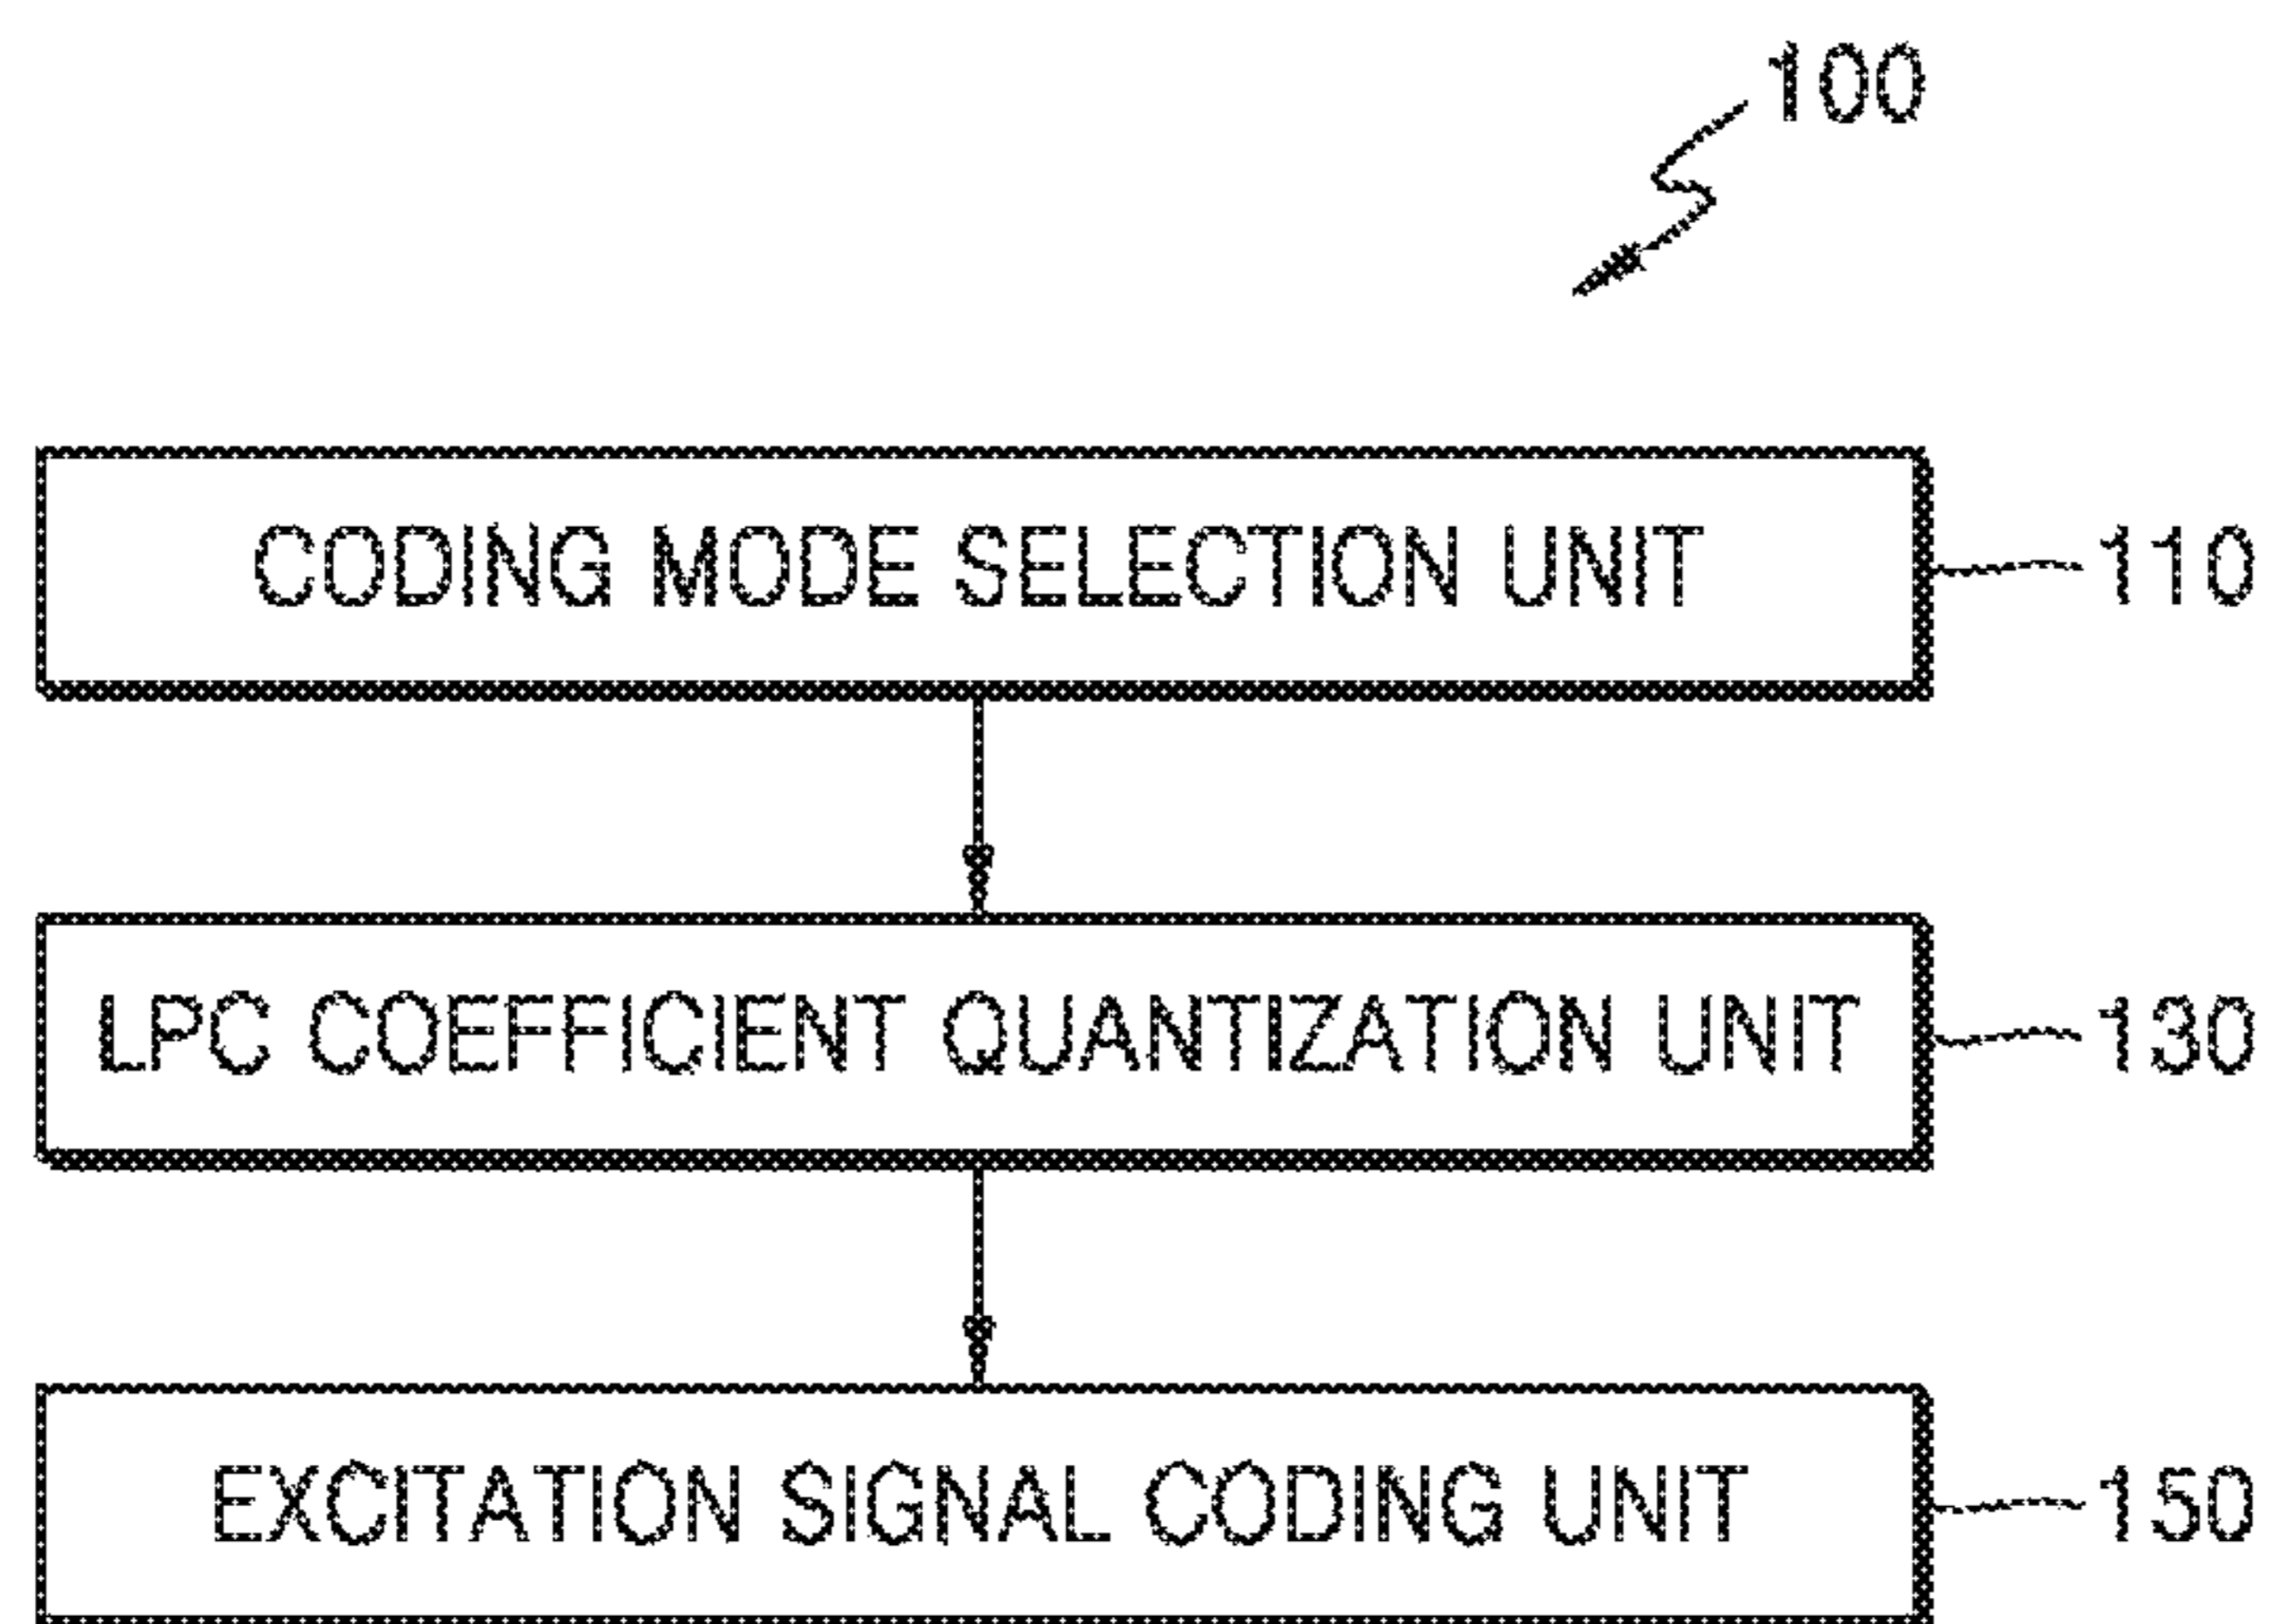 100
CODING MODE SELECTION UNIT
110
LPC COEFFICIENT QUANTIZATION UNIT
130
EXCITATION SIGNAL CODING UNIT
150